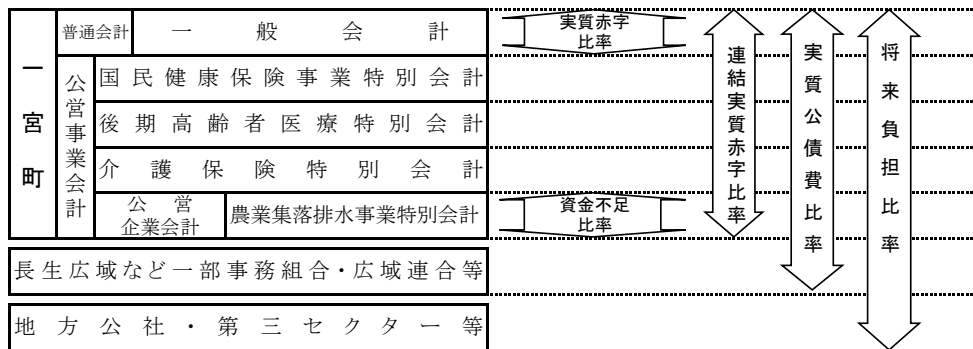 一宮町
普通会計
一般会計
実質赤字
比率
公営事業会計
国民健康保険事業特別会計
後期高齢者医療特別会計
介護保険特別会計
公営
企業会計
農業集落排水事業特別会計
資金不足
比率
連結実質赤字比率
実質公債費比率
将来負担比率
長生広域など一部事務組合・広域連合等
地方公社・第三セクター等